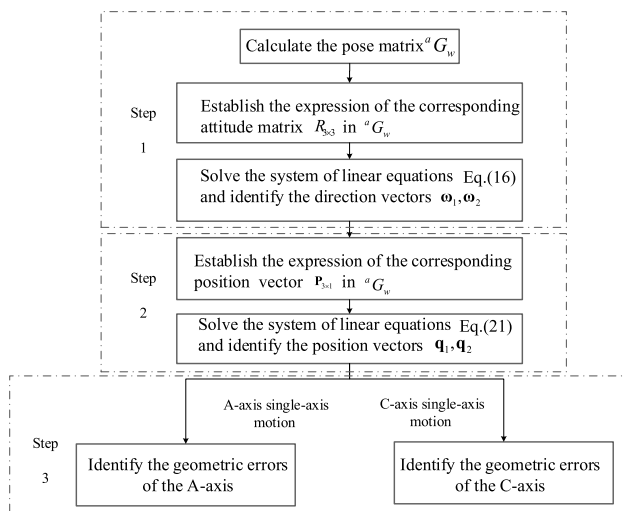 Calculate the pose matrix ᵃG_w
Step
1
Establish the expression of the corresponding
attitude matrix R₃ₓ₃ in ᵃG_w
Solve the system of linear equations Eq.(16)
and identify the direction vectors ω₁,ω₂
Step
2
Establish the expression of the corresponding
position vector P₃ₓ₁ in ᵃG_w
Solve the system of linear equations Eq.(21)
and identify the position vectors q₁,q₂
A-axis single-axis
motion
C-axis single-axis
motion
Step
3
Identify the geometric errors
of the A-axis
Identify the geometric errors
of the C-axis